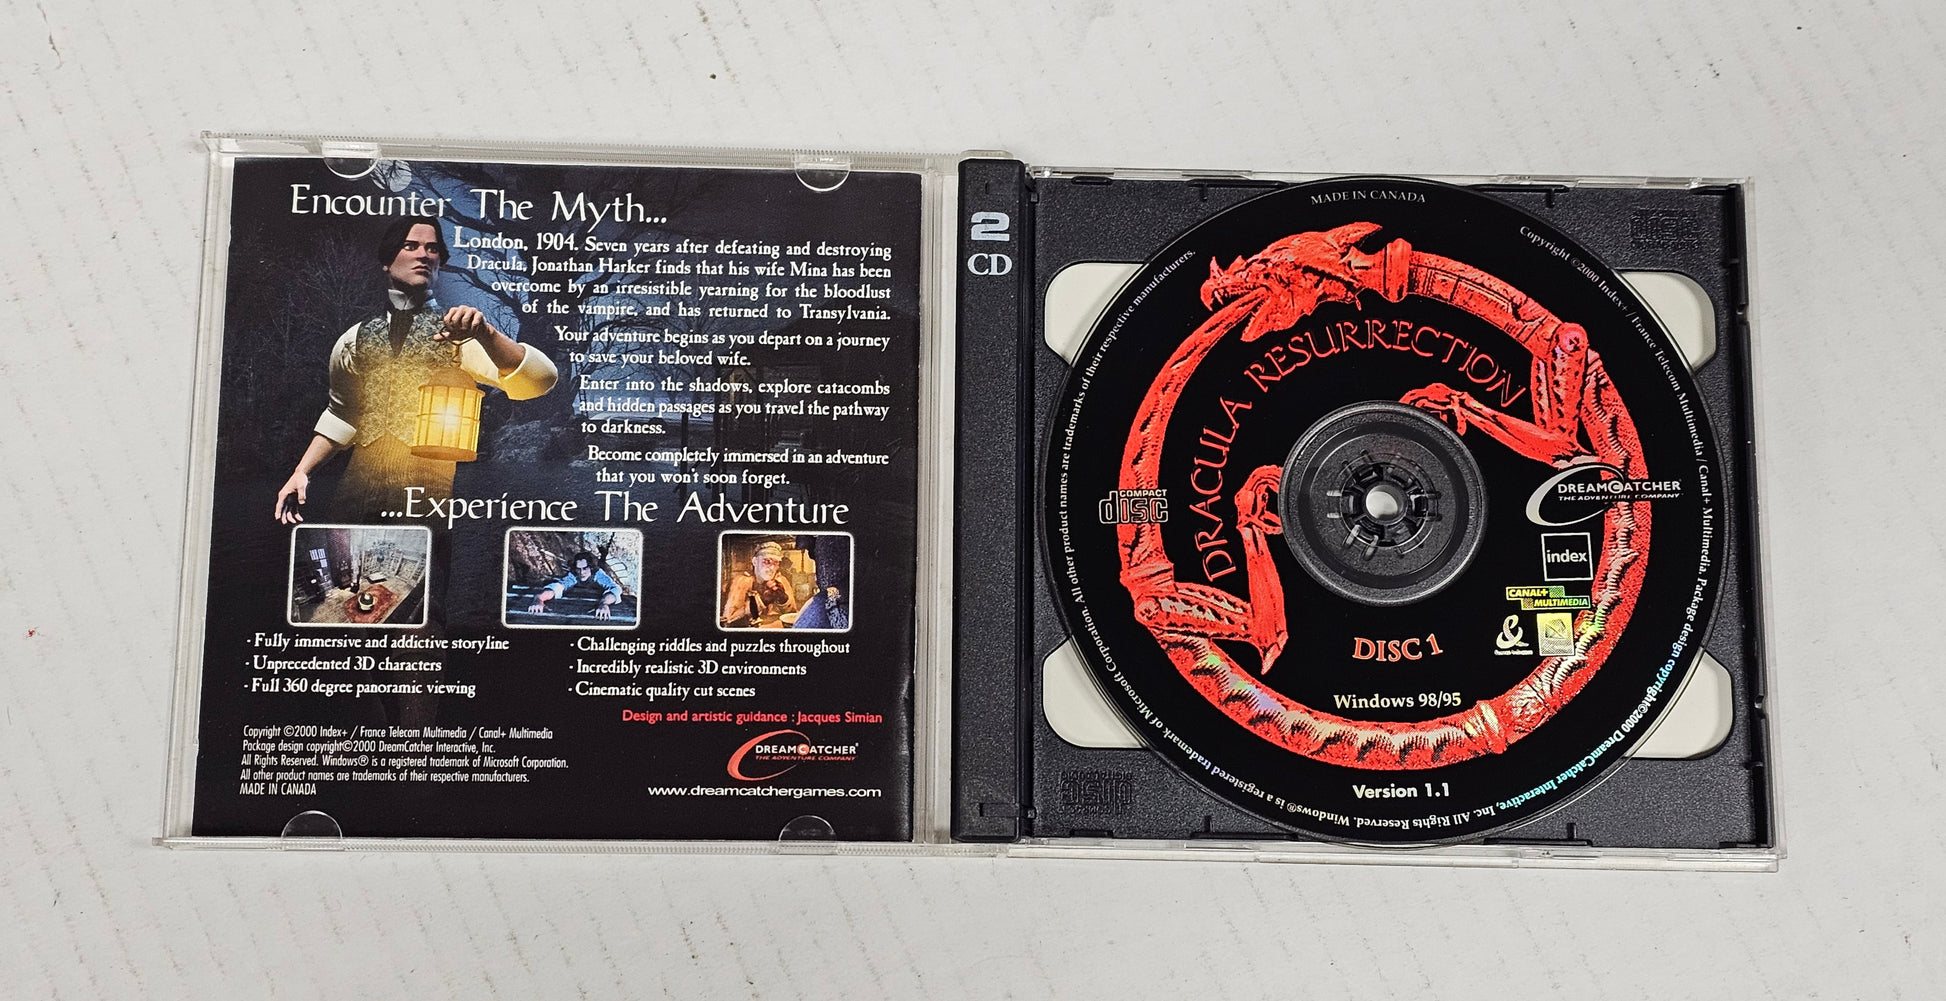 Encounter The Myth...
London, 1904. Seven years after defeating and destroying
Dracula, Jonathan Harker finds that his wife Mina has been
overcome by an irresistible yearning for the bloodlust
of the vampire, and has returned to Transylvania.
Your adventure begins as you depart on a journey
to save your beloved wife.
Enter into the shadows, explore catacombs
and hidden passages as you travel the pathway
to darkness.
Become completely immersed in an adventure
that you won't soon forget.
...Experience The Adventure
· Fully immersive and addictive storyline
· Unprecedented 3D characters
· Full 360 degree panoramic viewing
· Challenging riddles and puzzles throughout
· Incredibly realistic 3D environments
· Cinematic quality cut scenes
Design and artistic guidance : Jacques Simian
Copyright ©2000 Index+ / France Telecom Multimedia / Canal+ Multimedia
Package design copyright©2000 DreamCatcher Interactive, Inc.
All Rights Reserved. Windows® is a registered trademark of Microsoft Corporation.
All other product names are trademarks of their respective manufacturers.
MADE IN CANADA
DREAMCATCHER®
THE ADVENTURE COMPANY
www.dreamcatchergames.com
2
CD
MADE IN CANADA
Copyright ©2000 Index+ / France Telecom Multimedia / Canal+ Multimedia. Package design copyright©2000 DreamCatcher Interactive, Inc. All Rights Reserved. Windows® is a registered trademark of Microsoft Corporation. All other product names are trademarks of their respective manufacturers.
DRACULA RESURRECTION
COMPACT
disc
DREAMCATCHER
THE ADVENTURE COMPANY
index
CANAL+
MULTIMEDIA
&
DISC 1
Windows 98/95
Version 1.1